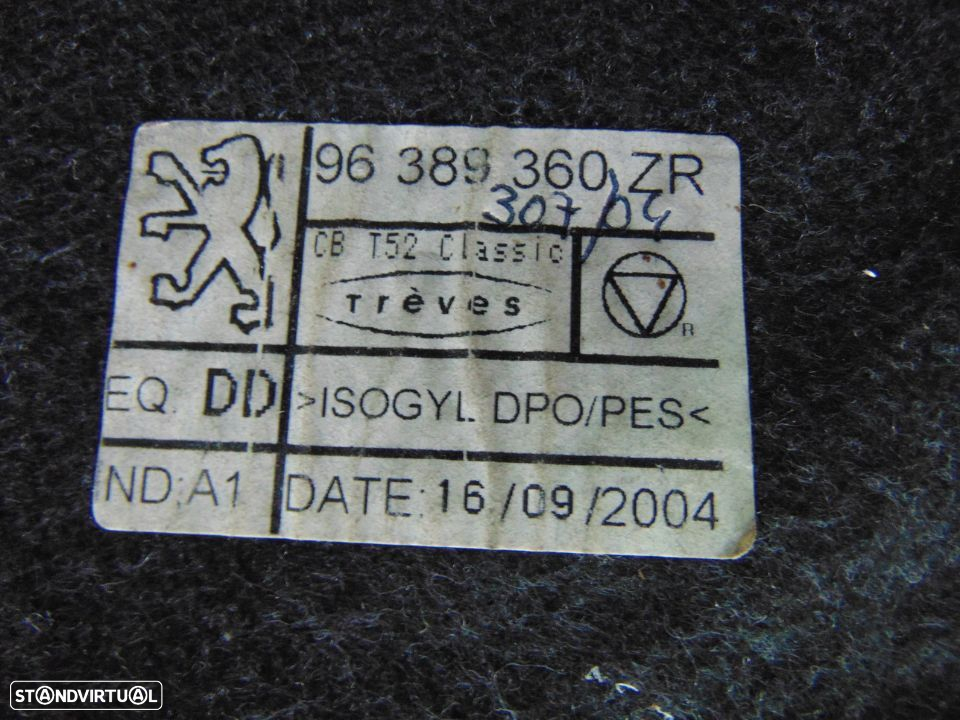 96 389 360 ZR
307/04
CB T52 Classic
Trèves
R
EQ. DD >ISOGYL DPO/PES<
ND:A1 DATE:16/09/2004
STANDVIRTUAL